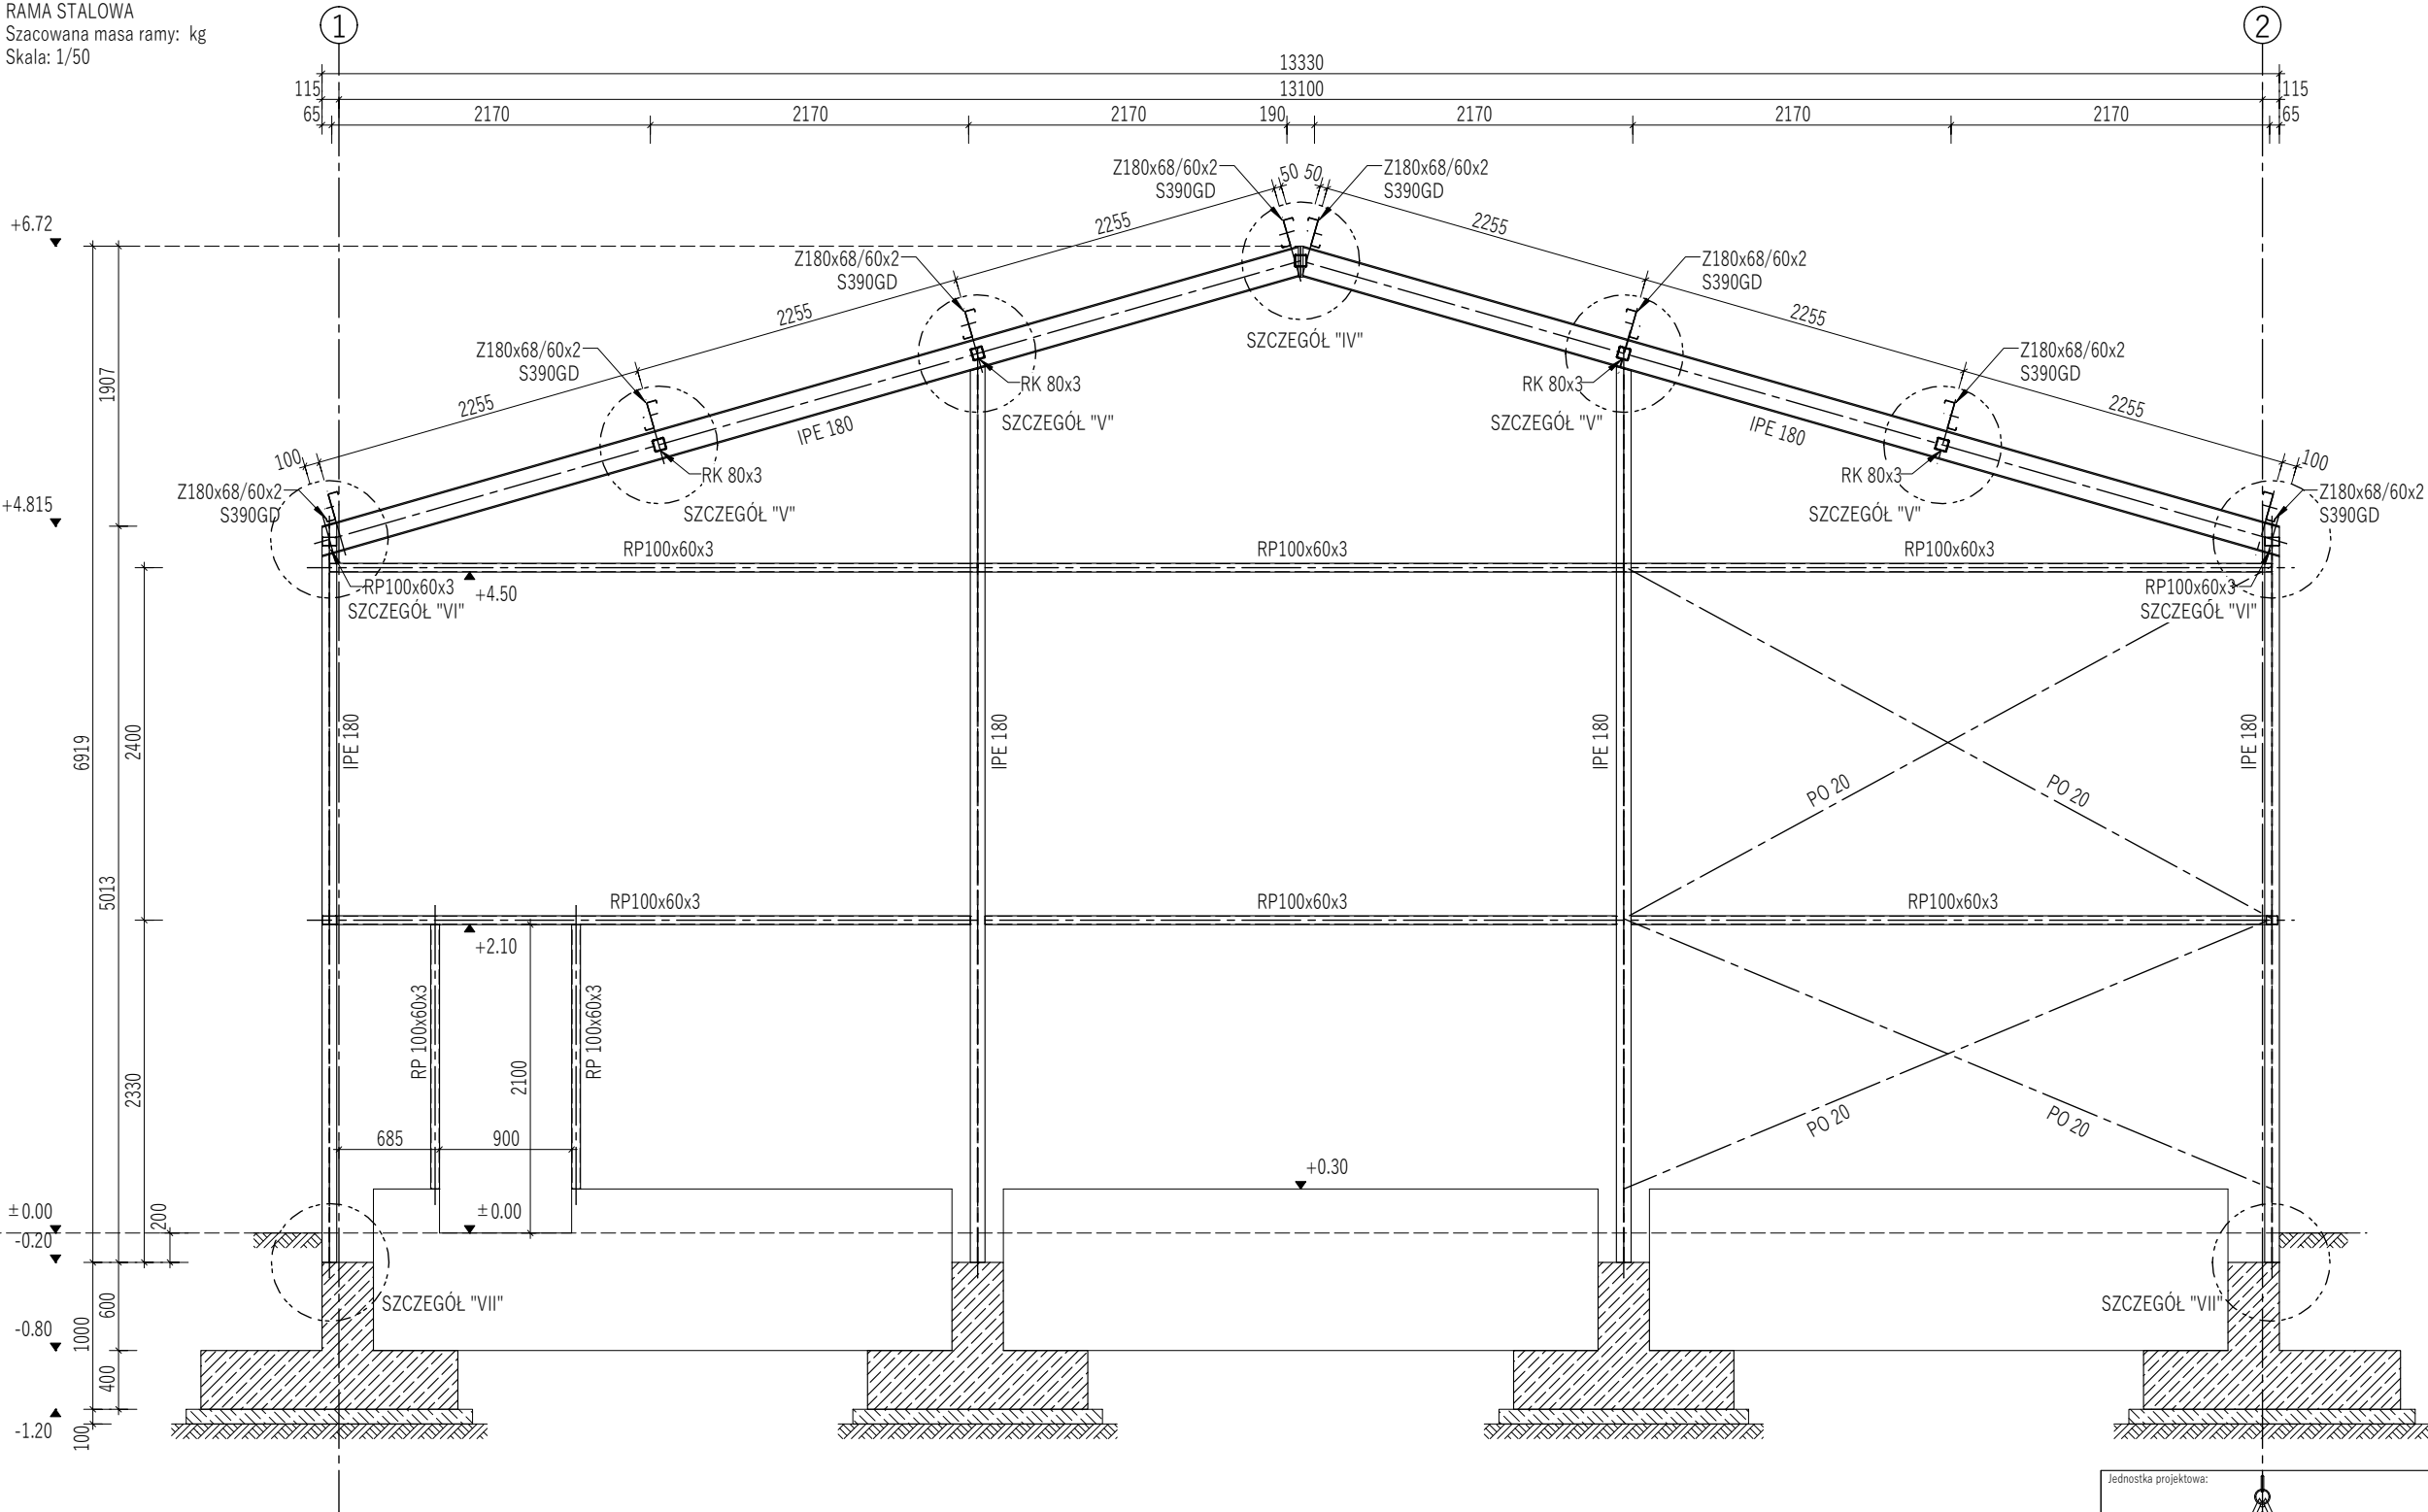 RAMA STALOWA
Szacowana masa ramy: kg
Skala: 1/50
1
2
13330
115
13100
115
65
2170
2170
2170
190
2170
2170
2170
65
Z180x68/60x2
S390GD
50
50
Z180x68/60x2
S390GD
+6.72
2255
2255
Z180x68/60x2
S390GD
Z180x68/60x2
S390GD
2255
2255
SZCZEGÓŁ "IV"
Z180x68/60x2
S390GD
Z180x68/60x2
S390GD
1907
RK 80x3
RK 80x3
2255
2255
SZCZEGÓŁ "V"
SZCZEGÓŁ "V"
IPE 180
IPE 180
100
100
RK 80x3
RK 80x3
Z180x68/60x2
S390GD
Z180x68/60x2
S390GD
+4.815
SZCZEGÓŁ "V"
SZCZEGÓŁ "V"
RP100x60x3
RP100x60x3
RP100x60x3
RP100x60x3
SZCZEGÓŁ "VI"
+4.50
RP100x60x3
SZCZEGÓŁ "VI"
6919
2400
IPE 180
IPE 180
IPE 180
IPE 180
PO 20
PO 20
5013
RP100x60x3
RP100x60x3
RP100x60x3
+2.10
2330
RP 100x60x3
RP 100x60x3
2100
685
900
PO 20
PO 20
+0.30
±0.00
200
±0.00
-0.20
SZCZEGÓŁ "VII"
SZCZEGÓŁ "VII"
600
-0.80
1000
400
-1.20
100
Jednostka projektowa: